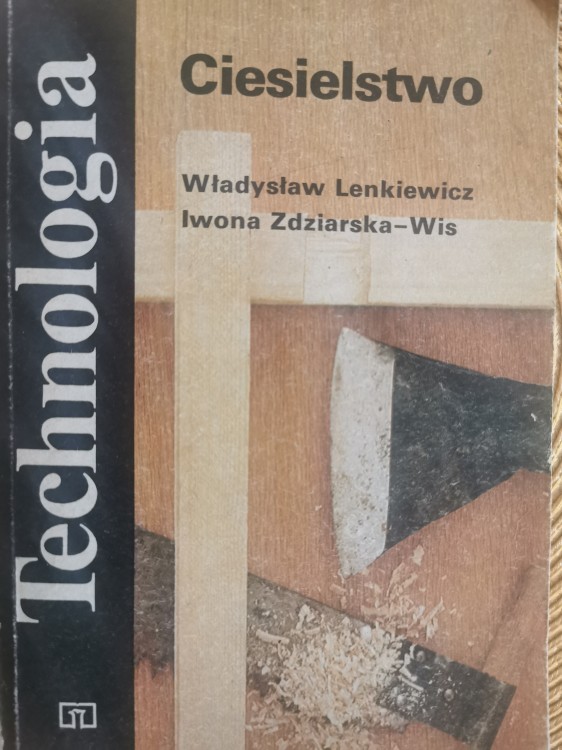 Technologia
Ciesielstwo
Władysław Lenkiewicz
Iwona Zdziarska–Wis